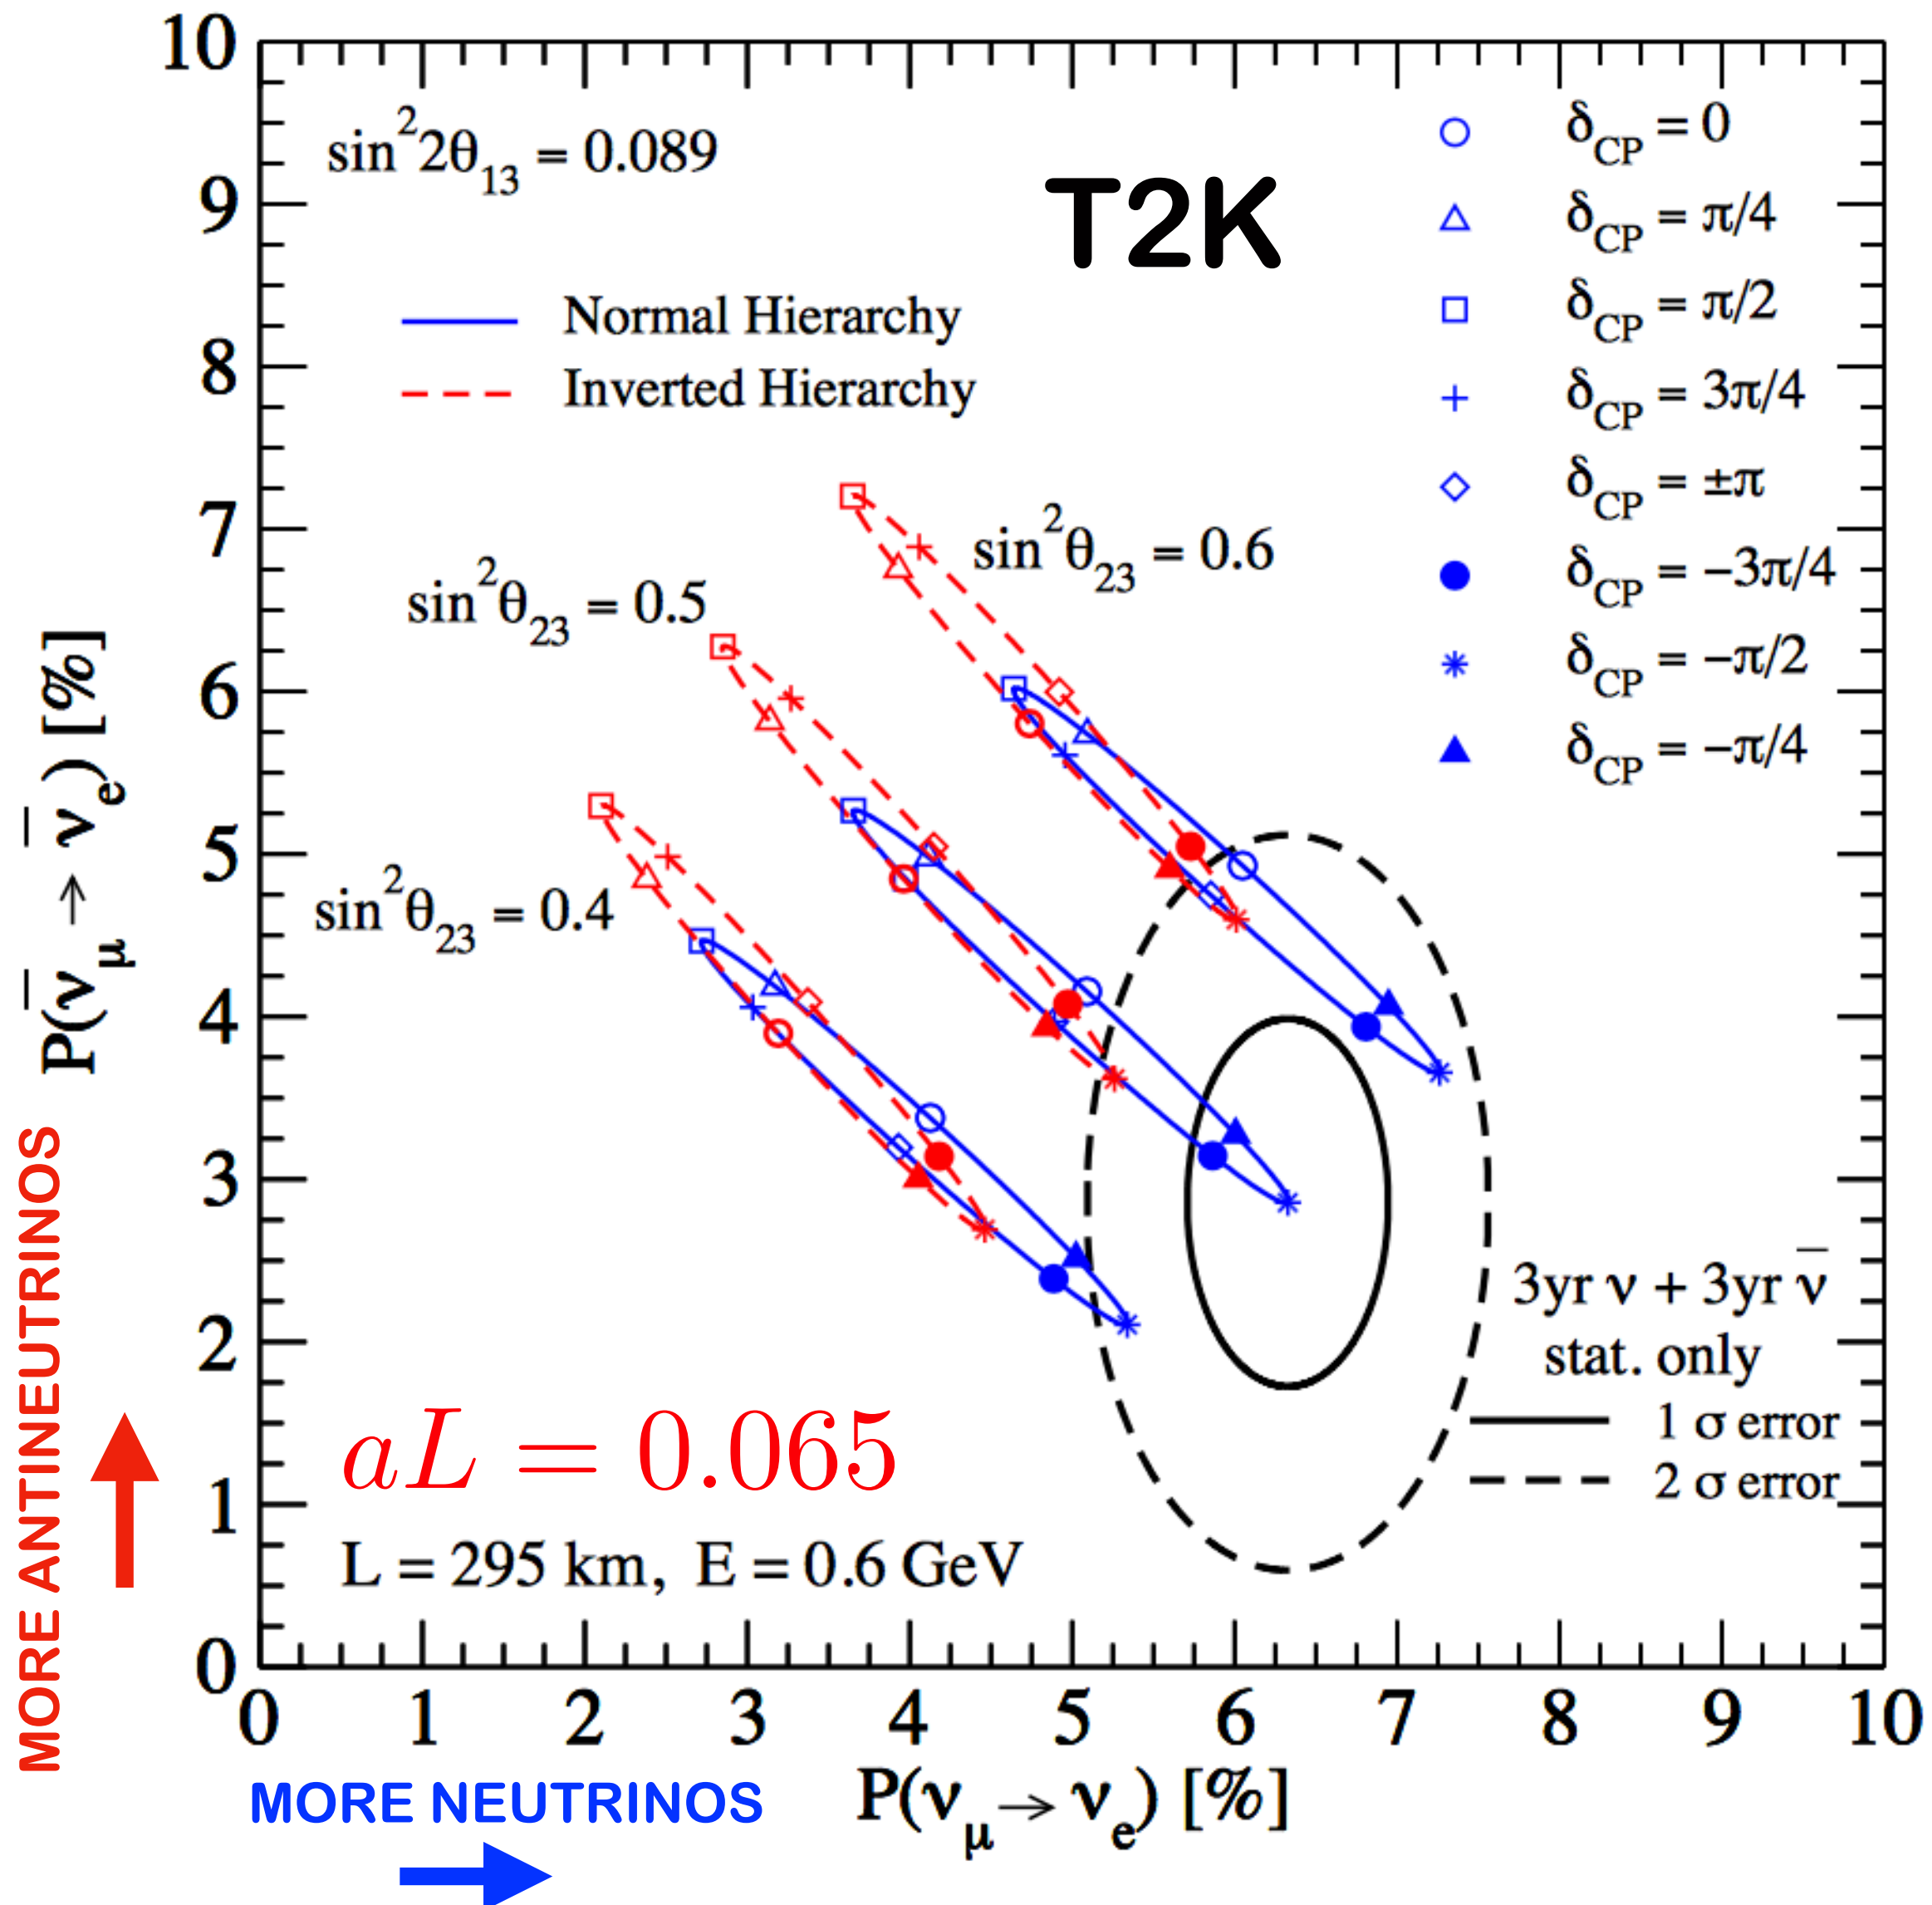 10
9
8
7
6
5
4
3
2
1
0
0 1 2 3 4 5 6 7 8 9 10
sin²2θ₁₃ = 0.089
T2K
Normal Hierarchy
Inverted Hierarchy
δCP = 0
δCP = π/4
δCP = π/2
δCP = 3π/4
δCP = ±π
δCP = −3π/4
δCP = −π/2
δCP = −π/4
sin²θ₂₃ = 0.6
sin²θ₂₃ = 0.5
sin²θ₂₃ = 0.4
3yr ν + 3yr ν̅
stat. only
1 σ error
2 σ error
aL = 0.065
L = 295 km, E = 0.6 GeV
P(ν̅μ → ν̅e) [%]
MORE ANTINEUTRINOS
P(νμ → νe) [%]
MORE NEUTRINOS